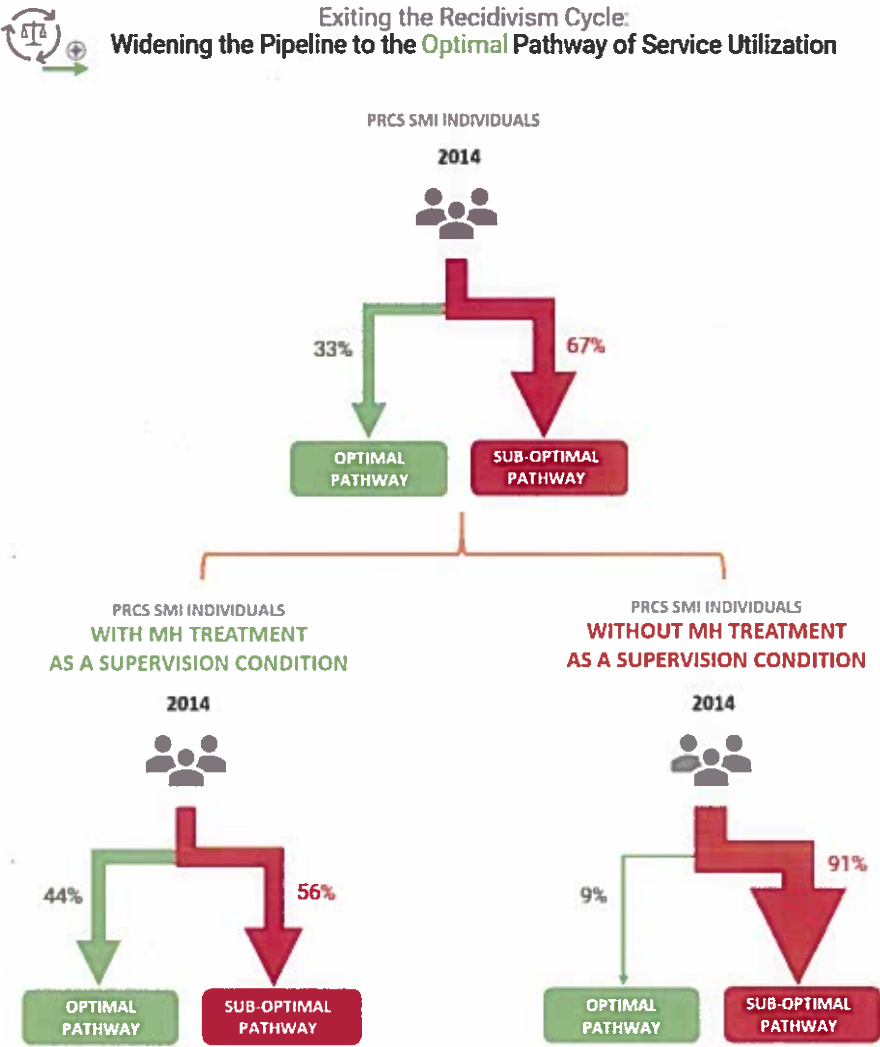 Exiting the Recidivism Cycle:
Widening the Pipeline to the Optimal Pathway of Service Utilization
PRCS SMI INDIVIDUALS
2014
33%
67%
OPTIMAL
PATHWAY
SUB-OPTIMAL
PATHWAY
PRCS SMI INDIVIDUALS
WITH MH TREATMENT
AS A SUPERVISION CONDITION
2014
44%
56%
OPTIMAL
PATHWAY
SUB-OPTIMAL
PATHWAY
PRCS SMI INDIVIDUALS
WITHOUT MH TREATMENT
AS A SUPERVISION CONDITION
2014
9%
91%
OPTIMAL
PATHWAY
SUB-OPTIMAL
PATHWAY